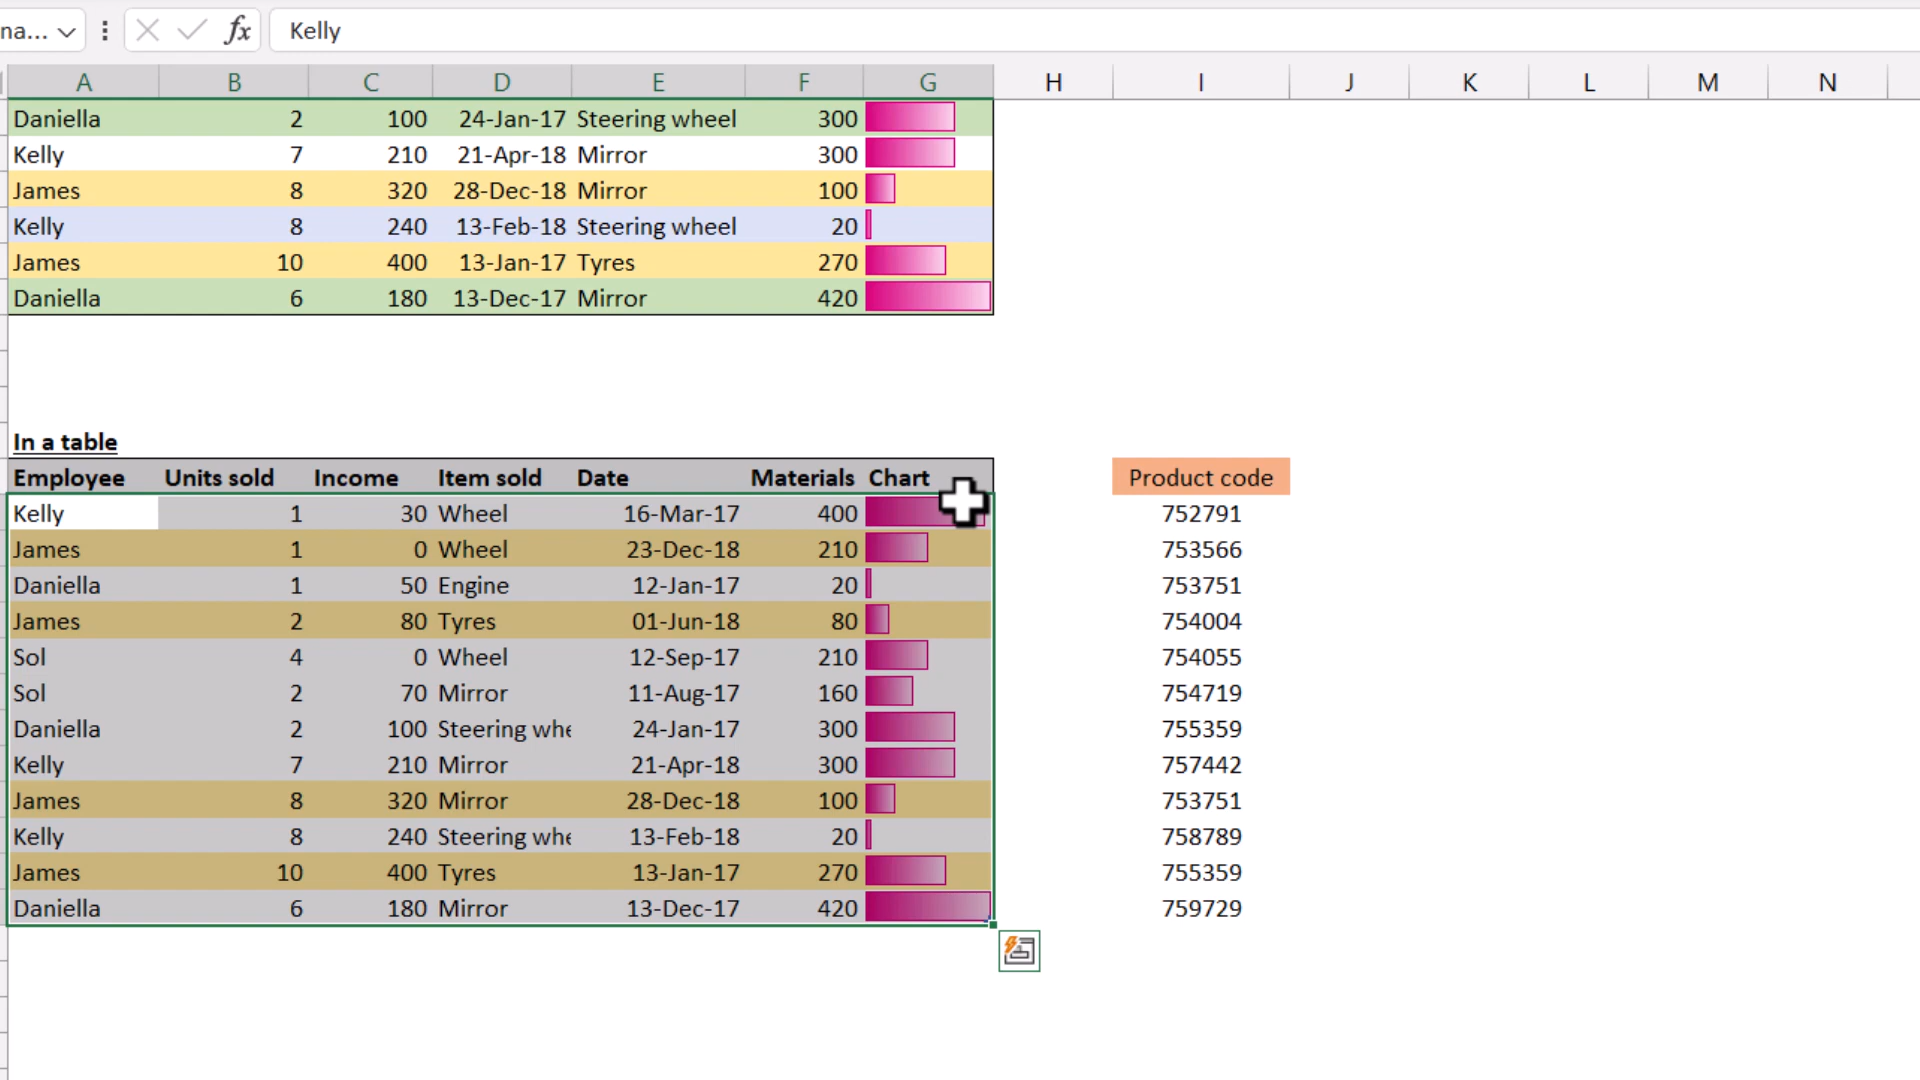 na... fx Kelly
A B C D E F G H I J K L M N
Daniella 2 100 24-Jan-17 Steering wheel 300
Kelly 7 210 21-Apr-18 Mirror 300
James 8 320 28-Dec-18 Mirror 100
Kelly 8 240 13-Feb-18 Steering wheel 20
James 10 400 13-Jan-17 Tyres 270
Daniella 6 180 13-Dec-17 Mirror 420
In a table
Employee Units sold Income Item sold Date Materials Chart Product code
Kelly 1 30 Wheel 16-Mar-17 400 752791
James 1 0 Wheel 23-Dec-18 210 753566
Daniella 1 50 Engine 12-Jan-17 20 753751
James 2 80 Tyres 01-Jun-18 80 754004
Sol 4 0 Wheel 12-Sep-17 210 754055
Sol 2 70 Mirror 11-Aug-17 160 754719
Daniella 2 100 Steering whe 24-Jan-17 300 755359
Kelly 7 210 Mirror 21-Apr-18 300 757442
James 8 320 Mirror 28-Dec-18 100 753751
Kelly 8 240 Steering whe 13-Feb-18 20 758789
James 10 400 Tyres 13-Jan-17 270 755359
Daniella 6 180 Mirror 13-Dec-17 420 759729